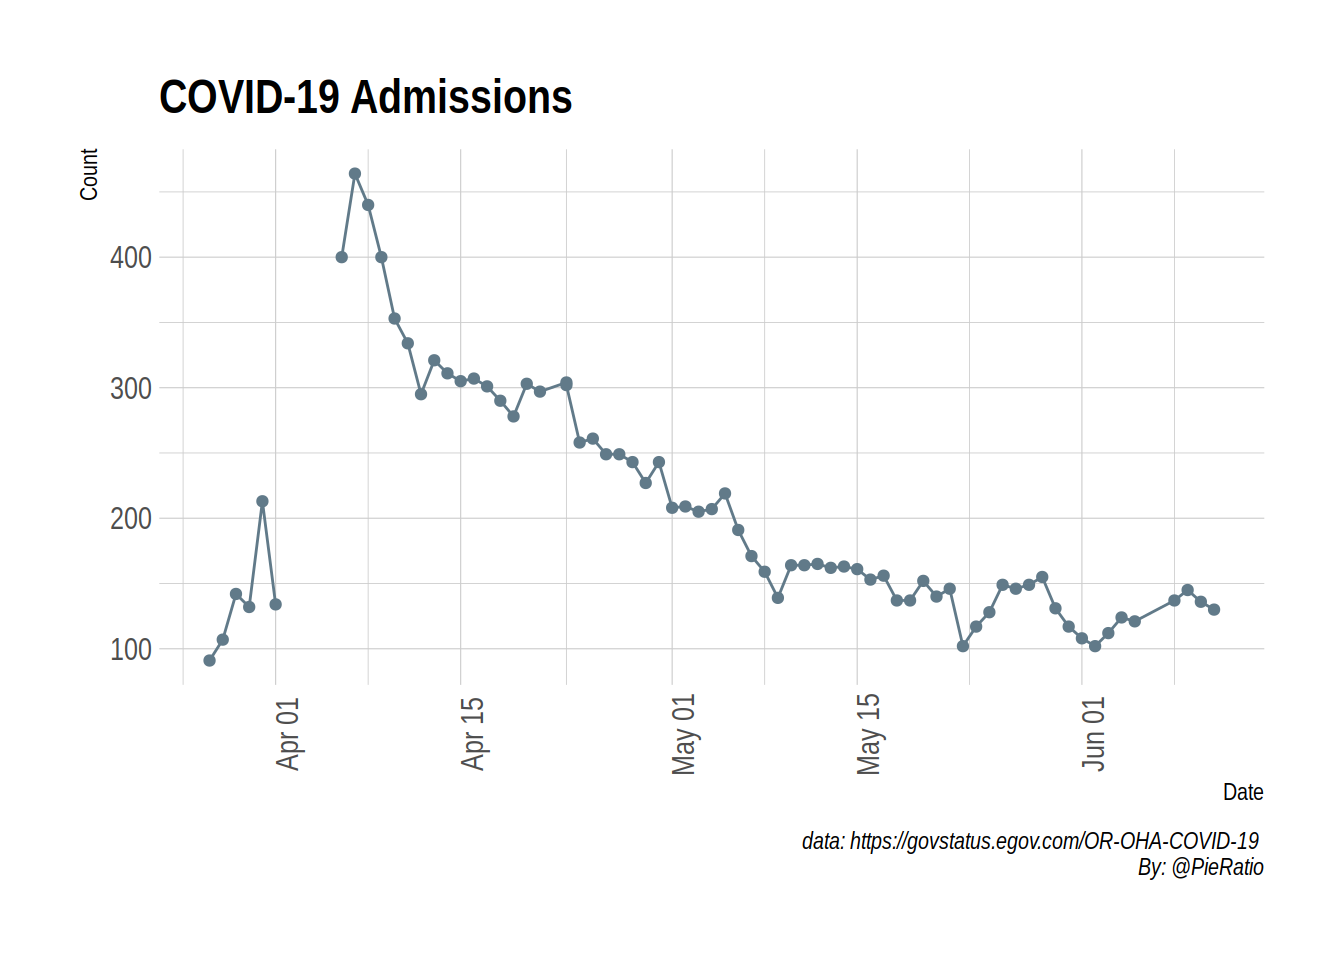 COVID-19 Admissions
Count
400
300
200
100
Apr 01
Apr 15
May 01
May 15
Jun 01
Date
data: https://govstatus.egov.com/OR-OHA-COVID-19
By: @PieRatio